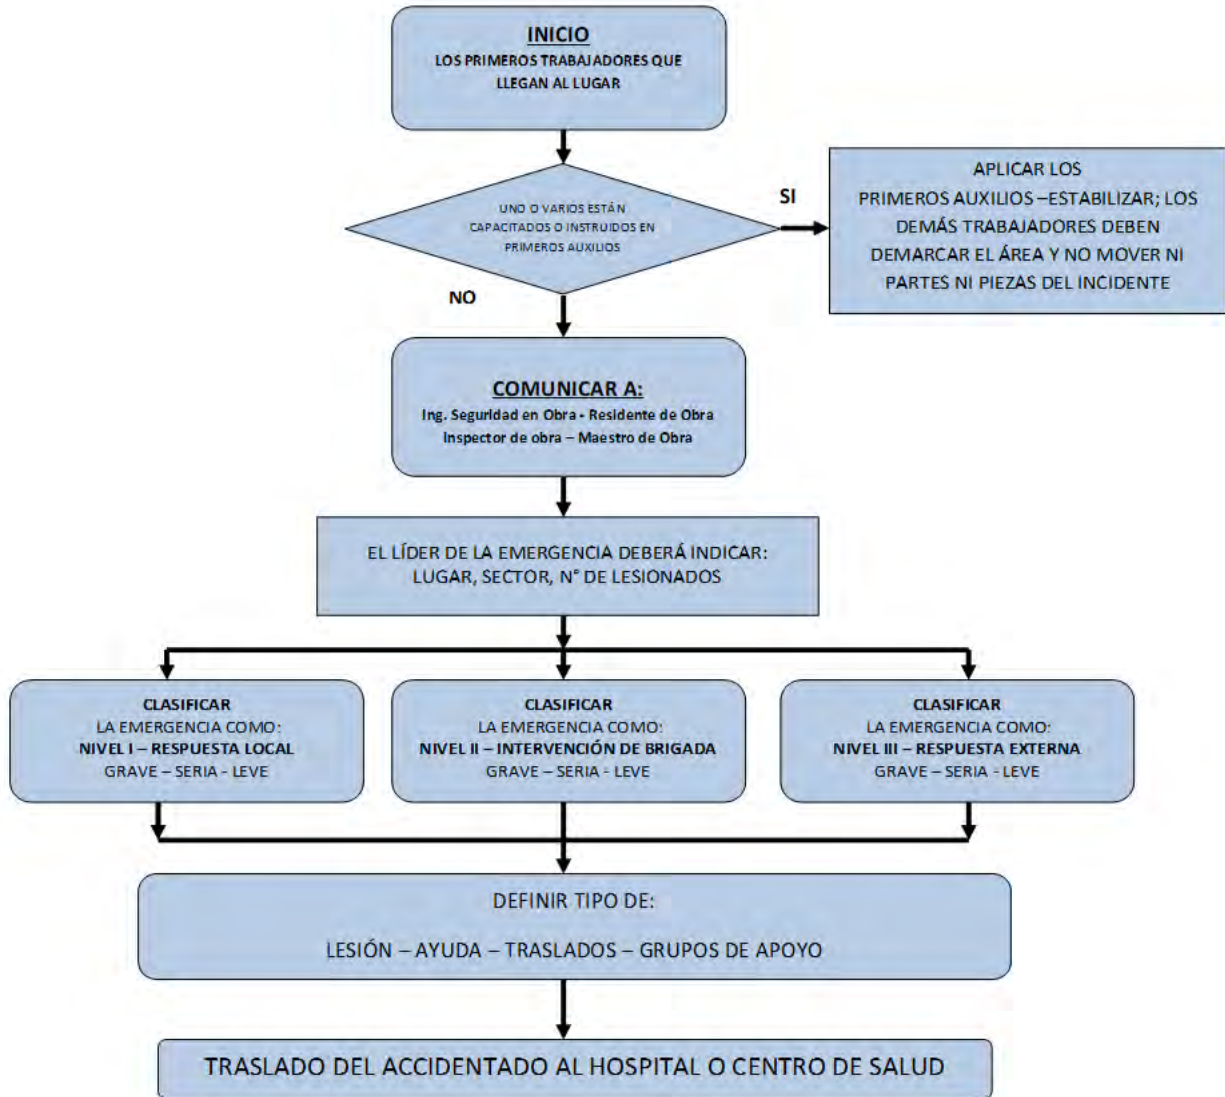 INICIO
LOS PRIMEROS TRABAJADORES QUE
LLEGAN AL LUGAR
UNO O VARIOS ESTÁN
CAPACITADOS O INSTRUIDOS EN
PRIMEROS AUXILIOS
SI
APLICAR LOS
PRIMEROS AUXILIOS –ESTABILIZAR; LOS
DEMÁS TRABAJADORES DEBEN
DEMARCAR EL ÁREA Y NO MOVER NI
PARTES NI PIEZAS DEL INCIDENTE
NO
COMUNICAR A:
Ing. Seguridad en Obra - Residente de Obra
Inspector de obra – Maestro de Obra
EL LÍDER DE LA EMERGENCIA DEBERÁ INDICAR:
LUGAR, SECTOR, N° DE LESIONADOS
CLASIFICAR
LA EMERGENCIA COMO:
NIVEL I – RESPUESTA LOCAL
GRAVE – SERIA - LEVE
CLASIFICAR
LA EMERGENCIA COMO:
NIVEL II – INTERVENCIÓN DE BRIGADA
GRAVE – SERIA - LEVE
CLASIFICAR
LA EMERGENCIA COMO:
NIVEL III – RESPUESTA EXTERNA
GRAVE – SERIA - LEVE
DEFINIR TIPO DE:
LESIÓN – AYUDA – TRASLADOS – GRUPOS DE APOYO
TRASLADO DEL ACCIDENTADO AL HOSPITAL O CENTRO DE SALUD